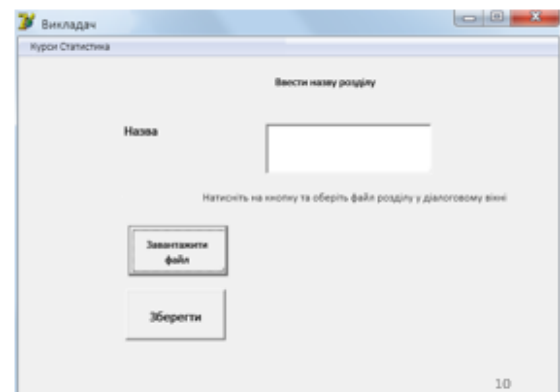 Викладач
Курси Статистика
Ввести назву розділу
Назва
Натисніть на кнопку та оберіть файл розділу у діалоговому вікні
Завантажити
файл
Зберегти
10